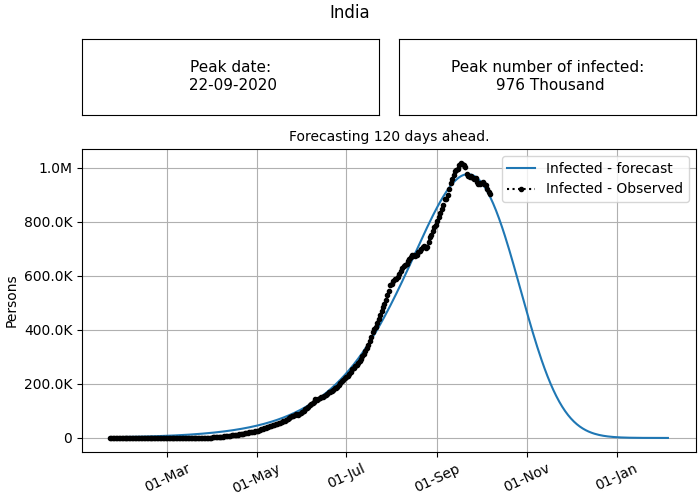 India
Peak date:
22-09-2020
Peak number of infected:
976 Thousand
Forecasting 120 days ahead.
Infected - forecast
Infected - Observed
Persons
1.0M
800.0K
600.0K
400.0K
200.0K
0
01-Mar
01-May
01-Jul
01-Sep
01-Nov
01-Jan